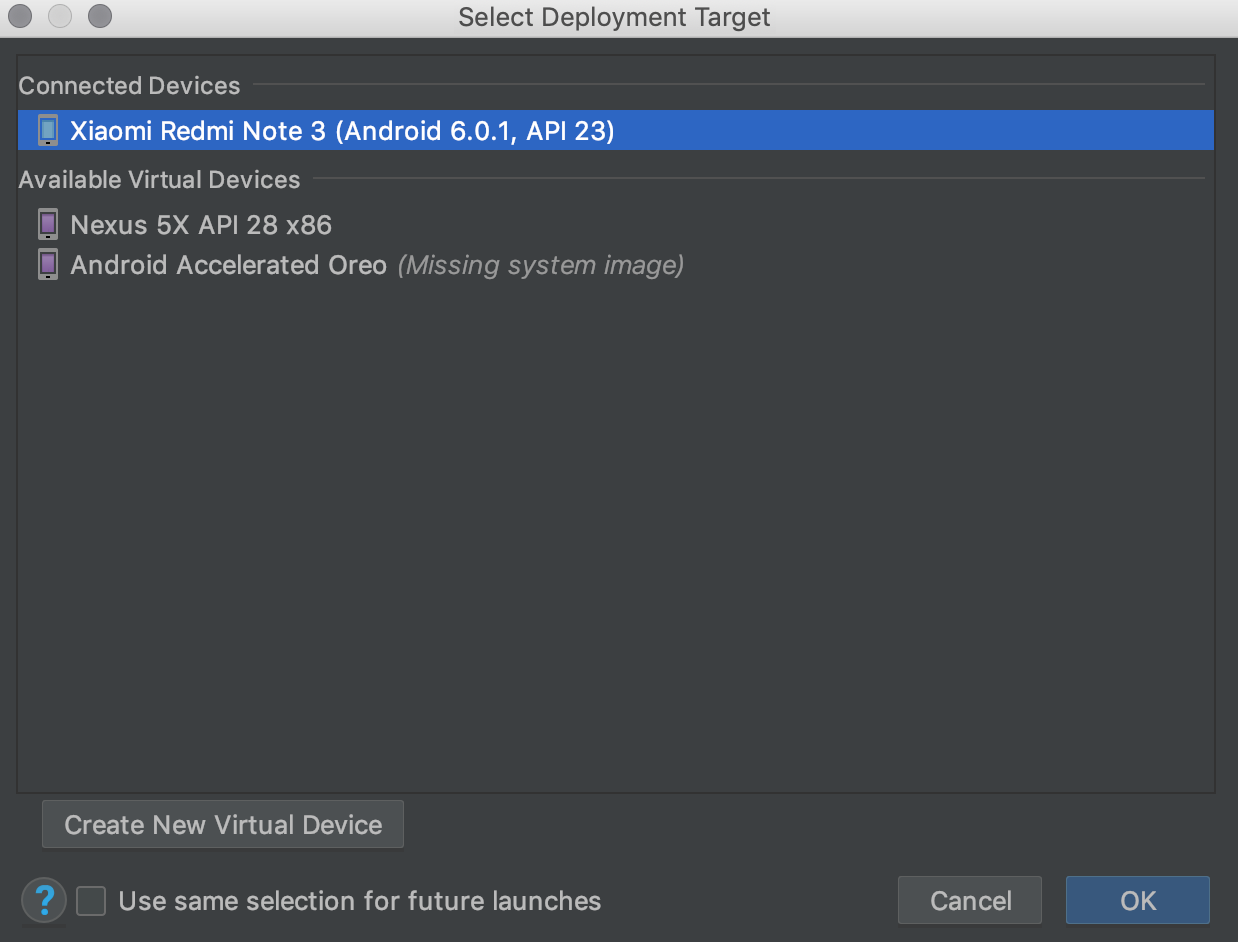 Select Deployment Target
Connected Devices
Xiaomi Redmi Note 3 (Android 6.0.1, API 23)
Available Virtual Devices
Nexus 5X API 28 x86
Android Accelerated Oreo (Missing system image)
Create New Virtual Device
? Use same selection for future launches Cancel OK